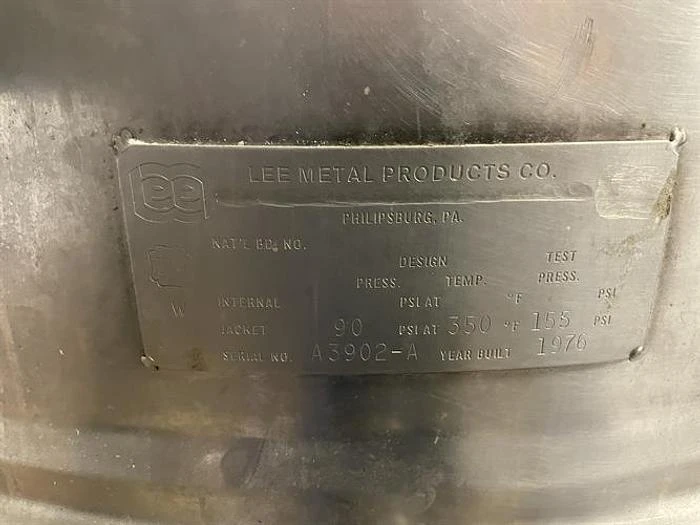 Lee
LEE METAL PRODUCTS CO.
PHILIPSBURG, PA.
NAT'L BD. NO.
DESIGN TEST
PRESS. TEMP. PRESS.
W
INTERNAL PSI AT °F PSI
JACKET 90 PSI AT 350 °F 155 PSI
SERIAL NO. A3902-A YEAR BUILT 1976